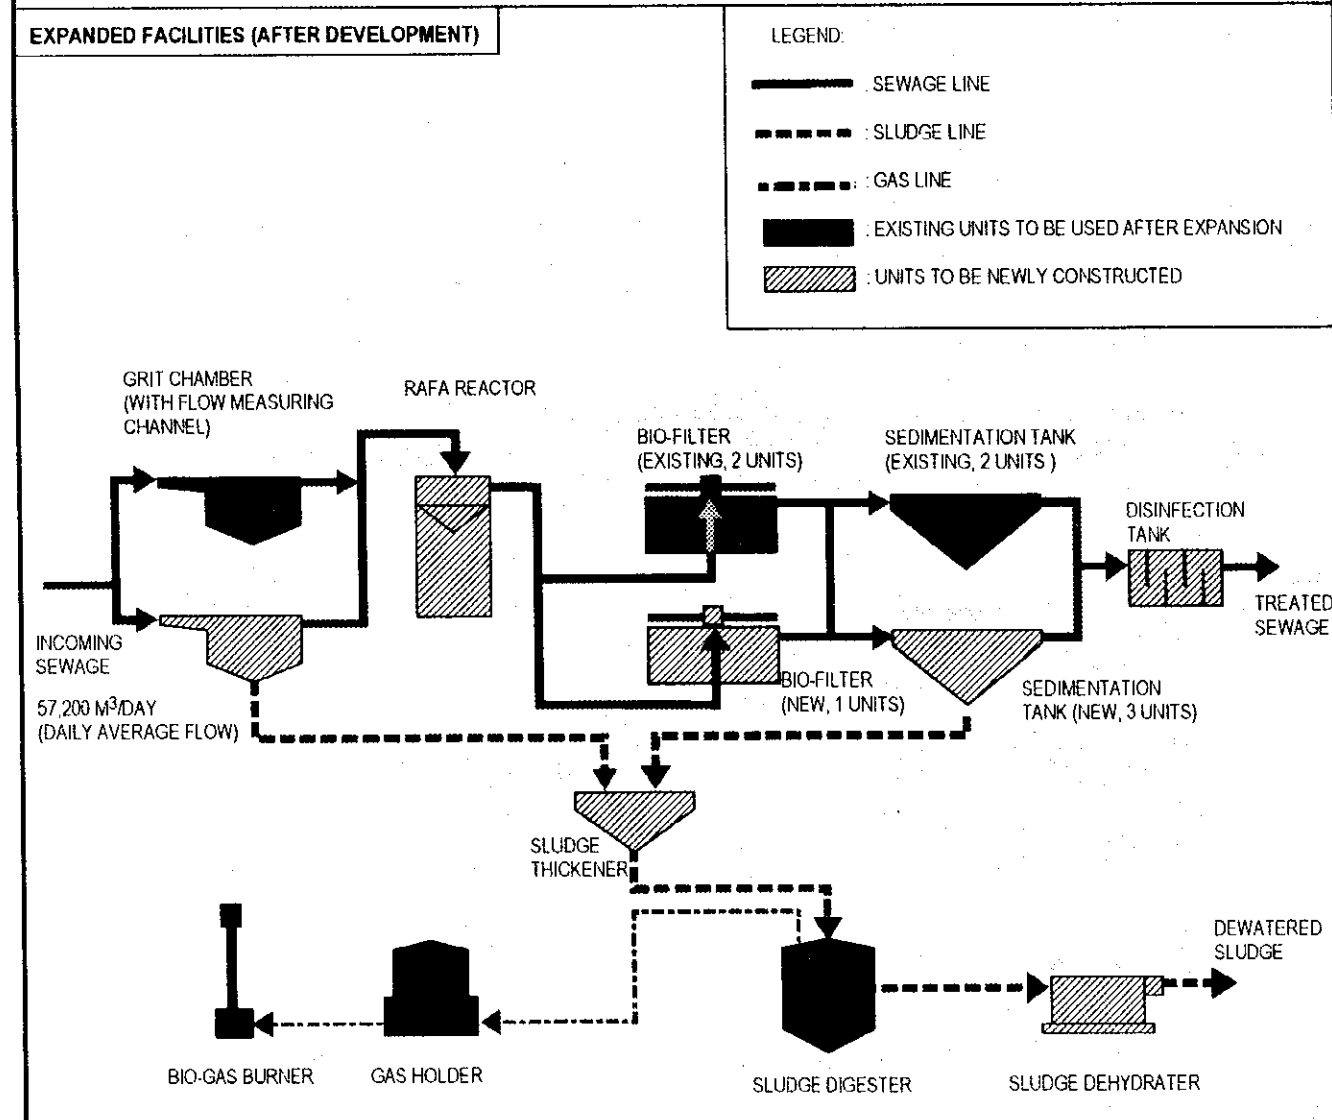 EXPANDED FACILITIES (AFTER DEVELOPMENT)
LEGEND:
: SEWAGE LINE
: SLUDGE LINE
: GAS LINE
: EXISTING UNITS TO BE USED AFTER EXPANSION
: UNITS TO BE NEWLY CONSTRUCTED
GRIT CHAMBER
(WITH FLOW MEASURING
CHANNEL)
RAFA REACTOR
BIO-FILTER
(EXISTING, 2 UNITS)
SEDIMENTATION TANK
(EXISTING, 2 UNITS )
DISINFECTION
TANK
TREATED
SEWAGE
INCOMING
SEWAGE
57,200 M³/DAY
(DAILY AVERAGE FLOW)
BIO-FILTER
(NEW, 1 UNITS)
SEDIMENTATION
TANK (NEW, 3 UNITS)
SLUDGE
THICKENER
DEWATERED
SLUDGE
BIO-GAS BURNER
GAS HOLDER
SLUDGE DIGESTER
SLUDGE DEHYDRATER